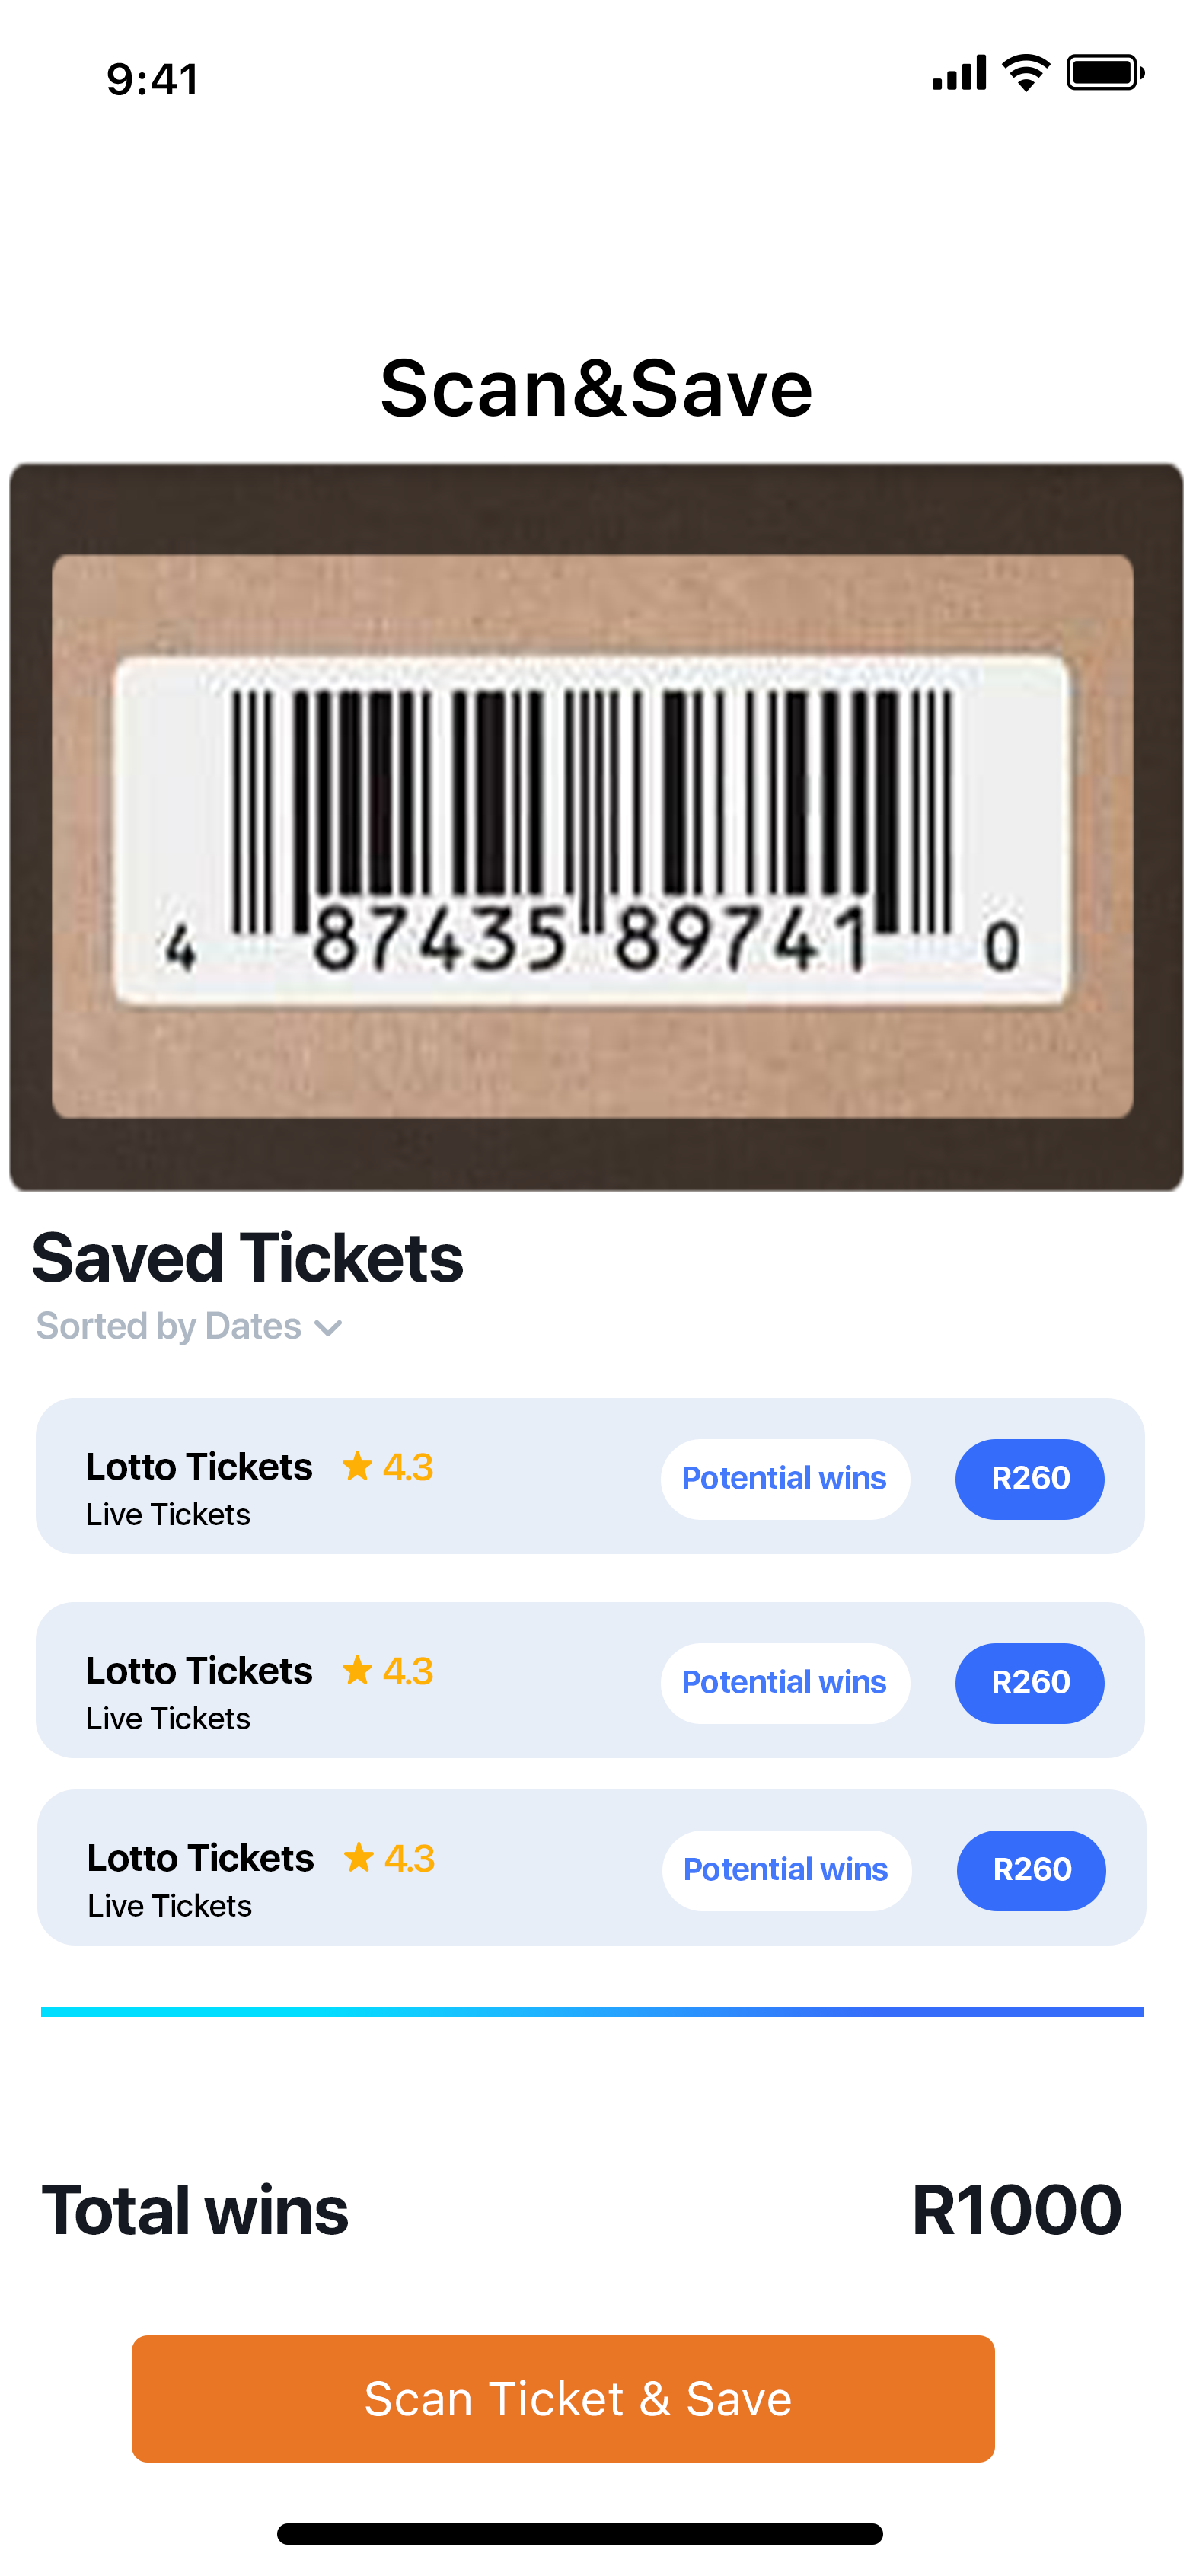 9:41
Scan&Save
4 87435 89741 0
Saved Tickets
Sorted by Dates
Lotto Tickets 4.3 Potential wins R260
Live Tickets
Lotto Tickets 4.3 Potential wins R260
Live Tickets
Lotto Tickets 4.3 Potential wins R260
Live Tickets
Total wins R1000
Scan Ticket & Save